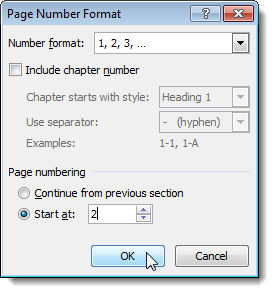 Page Number Format
Number format: 1, 2, 3, ...
Include chapter number
Chapter starts with style: Heading 1
Use separator: - (hyphen)
Examples: 1-1, 1-A
Page numbering
Continue from previous section
Start at: 2
OK Cancel